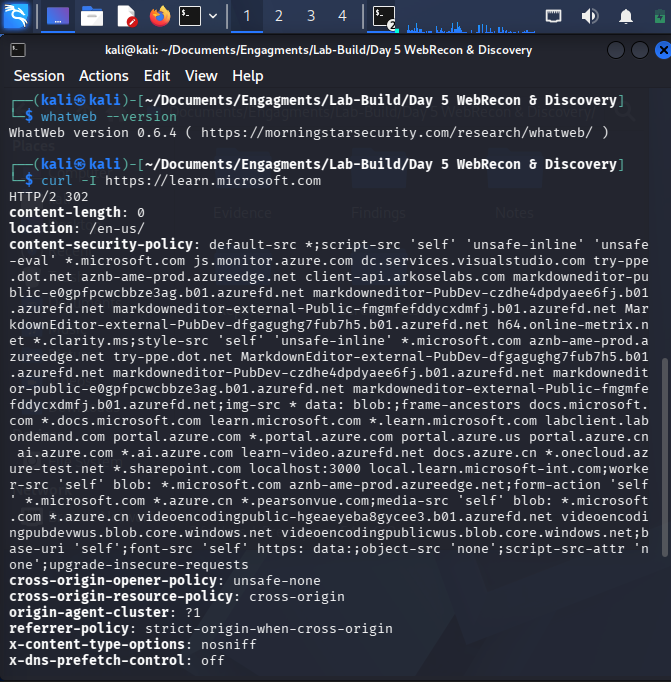 1 2 3 4
2
kali@kali: ~/Documents/Engagments/Lab-Build/Day 5 WebRecon & Discovery
Session Actions Edit View Help
┌──(kali㉿kali)-[~/Documents/Engagments/Lab-Build/Day 5 WebRecon & Discovery]
└─$ whatweb --version
WhatWeb version 0.6.4 ( https://morningstarsecurity.com/research/whatweb/ )
┌──(kali㉿kali)-[~/Documents/Engagments/Lab-Build/Day 5 WebRecon & Discovery]
└─$ curl -I https://learn.microsoft.com
HTTP/2 302
content-length: 0
location: /en-us/
content-security-policy: default-src *;script-src 'self' 'unsafe-inline' 'unsafe
-eval' *.microsoft.com js.monitor.azure.com dc.services.visualstudio.com try-ppe
.dot.net aznb-ame-prod.azureedge.net client-api.arkoselabs.com markdowneditor-pu
blic-e0gpfpcwcbbze3ag.b01.azurefd.net markdowneditor-PubDev-czdhe4dpdyaee6fj.b01
.azurefd.net markdowneditor-external-Public-fmgmfefddycxdmfj.b01.azurefd.net Mar
kdownEditor-external-PubDev-dfgagughg7fub7h5.b01.azurefd.net h64.online-metrix.n
et *.clarity.ms;style-src 'self' 'unsafe-inline' *.microsoft.com aznb-ame-prod.a
zureedge.net try-ppe.dot.net MarkdownEditor-external-PubDev-dfgagughg7fub7h5.b01
.azurefd.net markdowneditor-PubDev-czdhe4dpdyaee6fj.b01.azurefd.net markdownedit
or-public-e0gpfpcwcbbze3ag.b01.azurefd.net markdowneditor-external-Public-fmgmfe
fddycxdmfj.b01.azurefd.net;img-src * data: blob:;frame-ancestors docs.microsoft.
com *.docs.microsoft.com learn.microsoft.com *.learn.microsoft.com labclient.lab
ondemand.com portal.azure.com *.portal.azure.com portal.azure.us portal.azure.cn
ai.azure.com *.ai.azure.com learn-video.azurefd.net docs.azure.cn *.onecloud.az
ure-test.net *.sharepoint.com localhost:3000 local.learn.microsoft-int.com;worke
r-src 'self' blob: *.microsoft.com aznb-ame-prod.azureedge.net;form-action 'self
' *.microsoft.com *.azure.cn *.pearsonvue.com;media-src 'self' blob: *.microsoft
.com *.azure.cn videoencodingpublic-hgeaeyeba8gycee3.b01.azurefd.net videoencodi
ngpubdevwus.blob.core.windows.net videoencodingpublicwus.blob.core.windows.net;b
ase-uri 'self';font-src 'self' https: data:;object-src 'none';script-src-attr 'n
one';upgrade-insecure-requests
cross-origin-opener-policy: unsafe-none
cross-origin-resource-policy: cross-origin
origin-agent-cluster: ?1
referrer-policy: strict-origin-when-cross-origin
x-content-type-options: nosniff
x-dns-prefetch-control: off
Places
Evidence Findings Notes